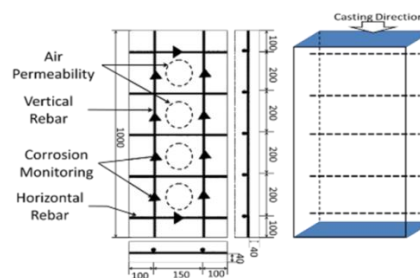 Air
Permeability
Vertical
Rebar
Corrosion
Monitoring
Horizontal
Rebar
1000
100
200
200
200
200
100
40
40
100
150
100
Casting Direction